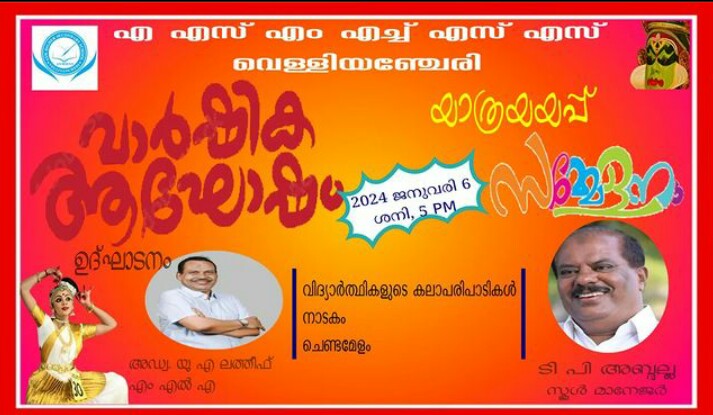 എ എസ് എം എച്ച് എസ് എസ്
വെള്ളിയഞ്ചേരി
വാർഷിക
ആഘോഷം
യാത്രയയപ്പ്
സമ്മേളനം
2024 ജനുവരി 6
ശനി, 5 PM
ഉദ്ഘാടനം
വിദ്യാർത്ഥികളുടെ കലാപരിപാടികൾ
നാടകം
ചെണ്ടമേളം
അഡ്വ. യു എ ലത്തീഫ്
എം എൽ എ
ടി പി അബ്ദുല്ല
സ്കൂൾ മാനേജർ